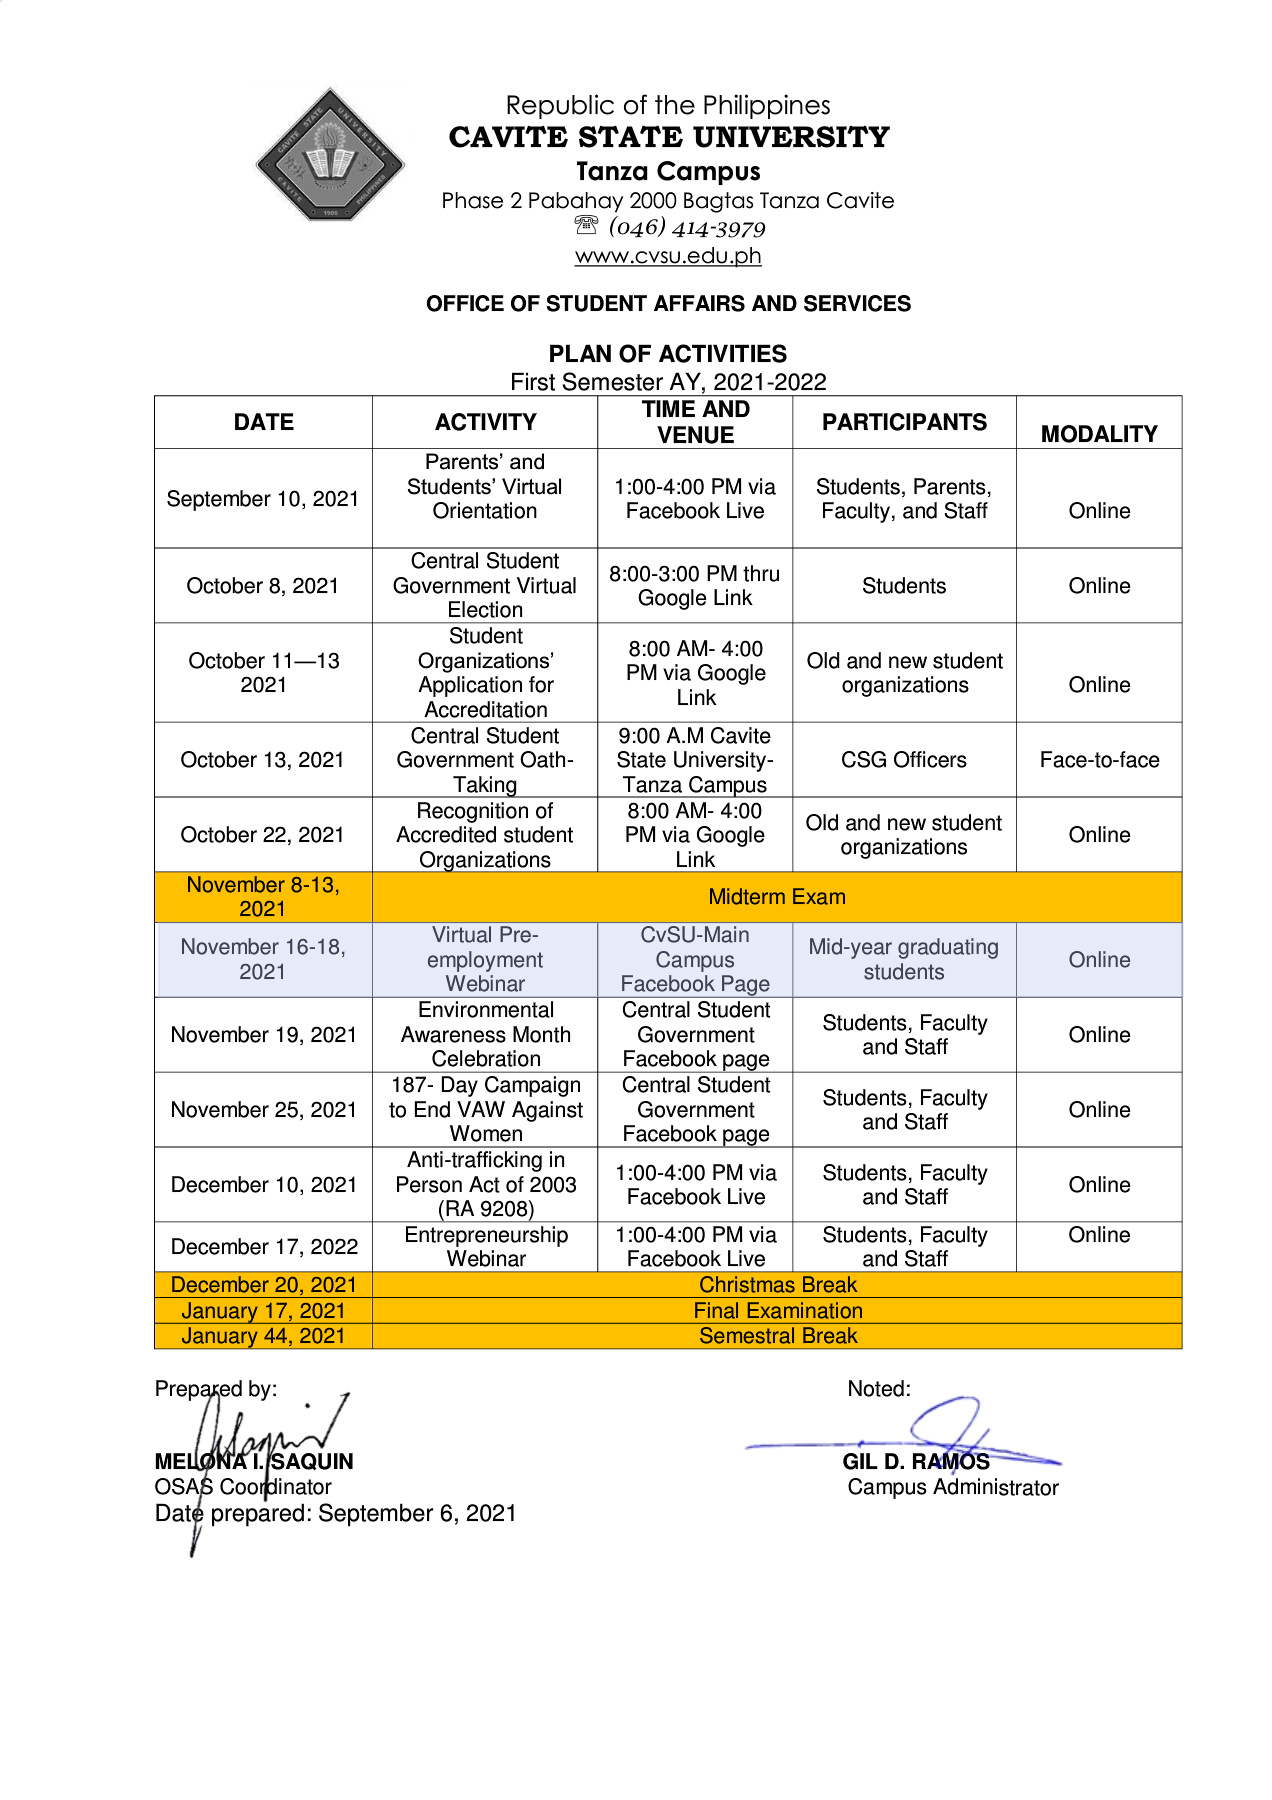 CAVITE STATE UNIVERSITY
CAVITE PHILIPPINES
1906
Republic of the Philippines
CAVITE STATE UNIVERSITY
Tanza Campus
Phase 2 Pabahay 2000 Bagtas Tanza Cavite
☏ (046) 414-3979
www.cvsu.edu.ph
OFFICE OF STUDENT AFFAIRS AND SERVICES
PLAN OF ACTIVITIES
First Semester AY, 2021-2022
DATE
ACTIVITY
TIME AND
VENUE
PARTICIPANTS
MODALITY
September 10, 2021
Parents’ and
Students’ Virtual
Orientation
1:00-4:00 PM via
Facebook Live
Students, Parents,
Faculty, and Staff
Online
October 8, 2021
Central Student
Government Virtual
Election
8:00-3:00 PM thru
Google Link
Students
Online
October 11—13
2021
Student
Organizations’
Application for
Accreditation
8:00 AM- 4:00
PM via Google
Link
Old and new student
organizations
Online
October 13, 2021
Central Student
Government Oath-
Taking
9:00 A.M Cavite
State University-
Tanza Campus
CSG Officers
Face-to-face
October 22, 2021
Recognition of
Accredited student
Organizations
8:00 AM- 4:00
PM via Google
Link
Old and new student
organizations
Online
November 8-13,
2021
Midterm Exam
November 16-18,
2021
Virtual Pre-
employment
Webinar
CvSU-Main
Campus
Facebook Page
Mid-year graduating
students
Online
November 19, 2021
Environmental
Awareness Month
Celebration
Central Student
Government
Facebook page
Students, Faculty
and Staff
Online
November 25, 2021
187- Day Campaign
to End VAW Against
Women
Central Student
Government
Facebook page
Students, Faculty
and Staff
Online
December 10, 2021
Anti-trafficking in
Person Act of 2003
(RA 9208)
1:00-4:00 PM via
Facebook Live
Students, Faculty
and Staff
Online
December 17, 2022
Entrepreneurship
Webinar
1:00-4:00 PM via
Facebook Live
Students, Faculty
and Staff
Online
December 20, 2021
Christmas Break
January 17, 2021
Final Examination
January 44, 2021
Semestral Break
Prepared by:
Noted:
MELONA I. SAQUIN
GIL D. RAMOS
OSAS Coordinator
Campus Administrator
Date prepared: September 6, 2021